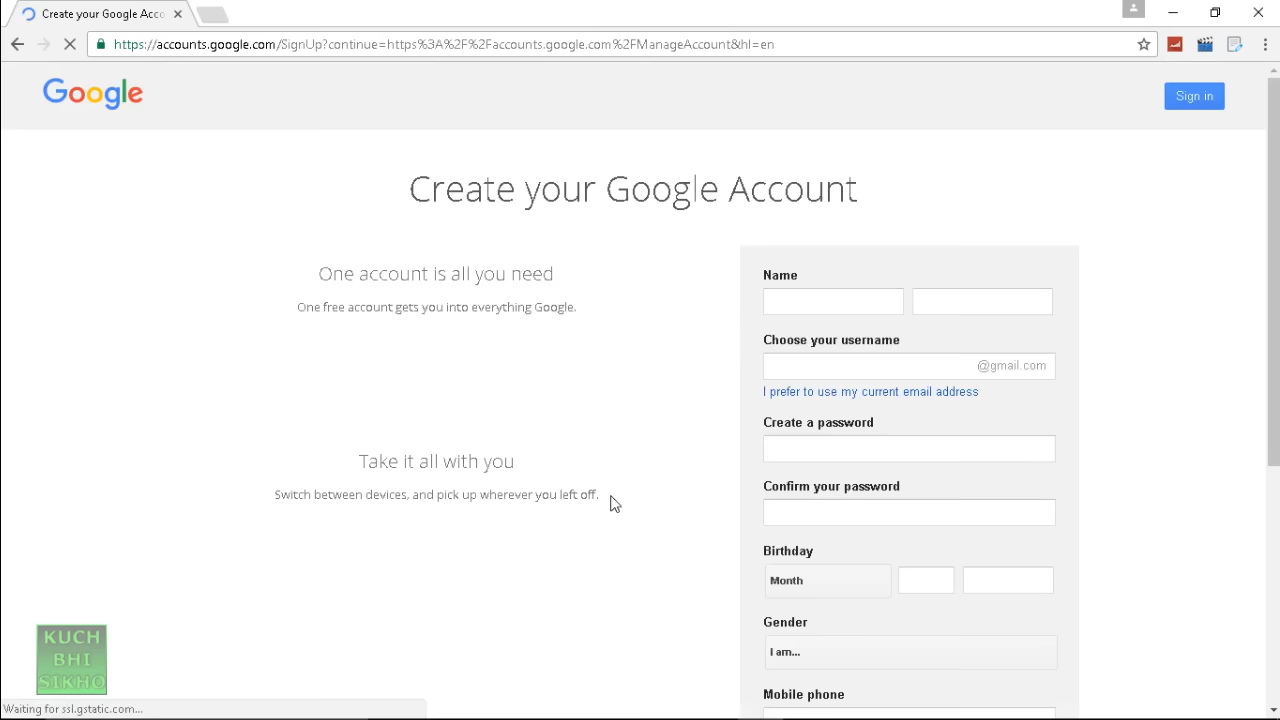 Create your Google Acco
https://accounts.google.com/SignUp?continue=https%3A%2F%2Faccounts.google.com%2FManageAccount&hl=en
Google
Sign in
Create your Google Account
One account is all you need
One free account gets you into everything Google.
Take it all with you
Switch between devices, and pick up wherever you left off.
Name
Choose your username
@gmail.com
I prefer to use my current email address
Create a password
Confirm your password
Birthday
Month
Gender
I am...
Mobile phone
KUCH
BHI
SIKHO
Waiting for ssl.gstatic.com...